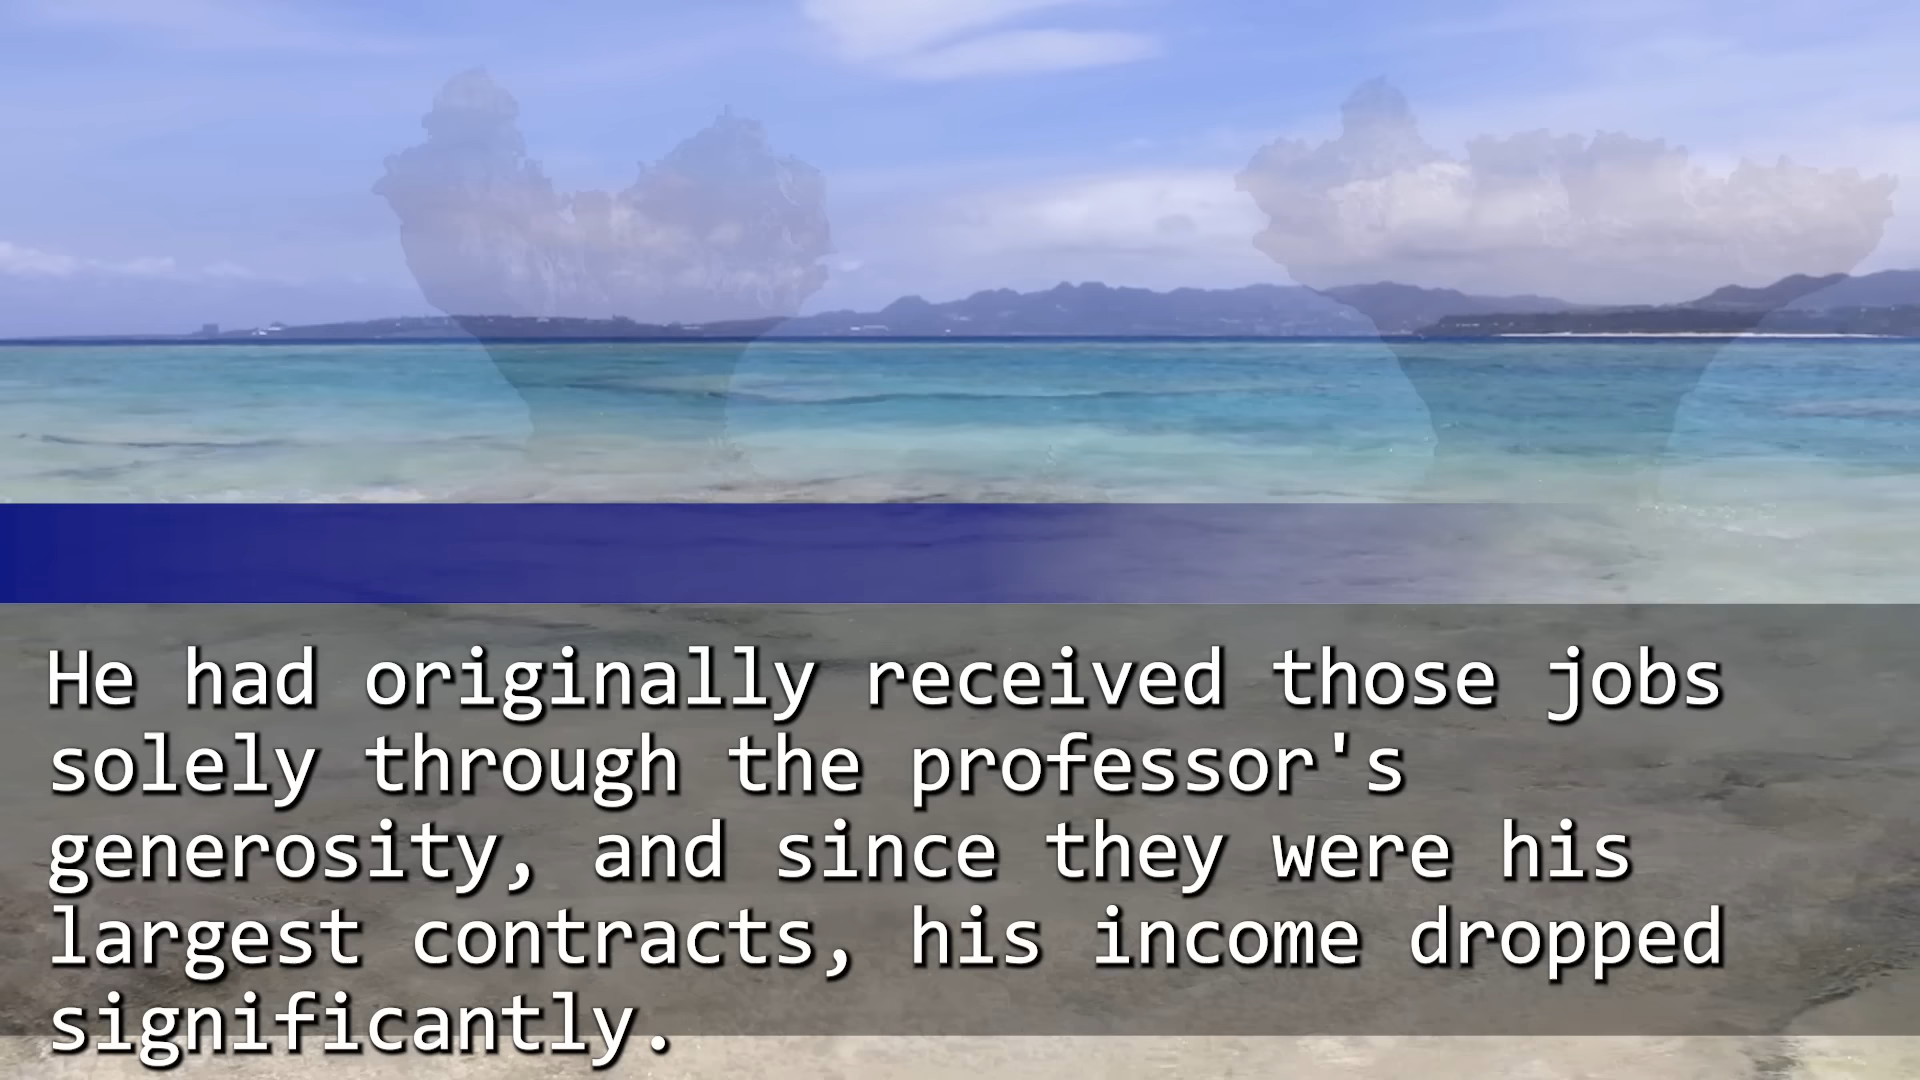 He had originally received those jobs
solely through the professor's
generosity, and since they were his
largest contracts, his income dropped
significantly.